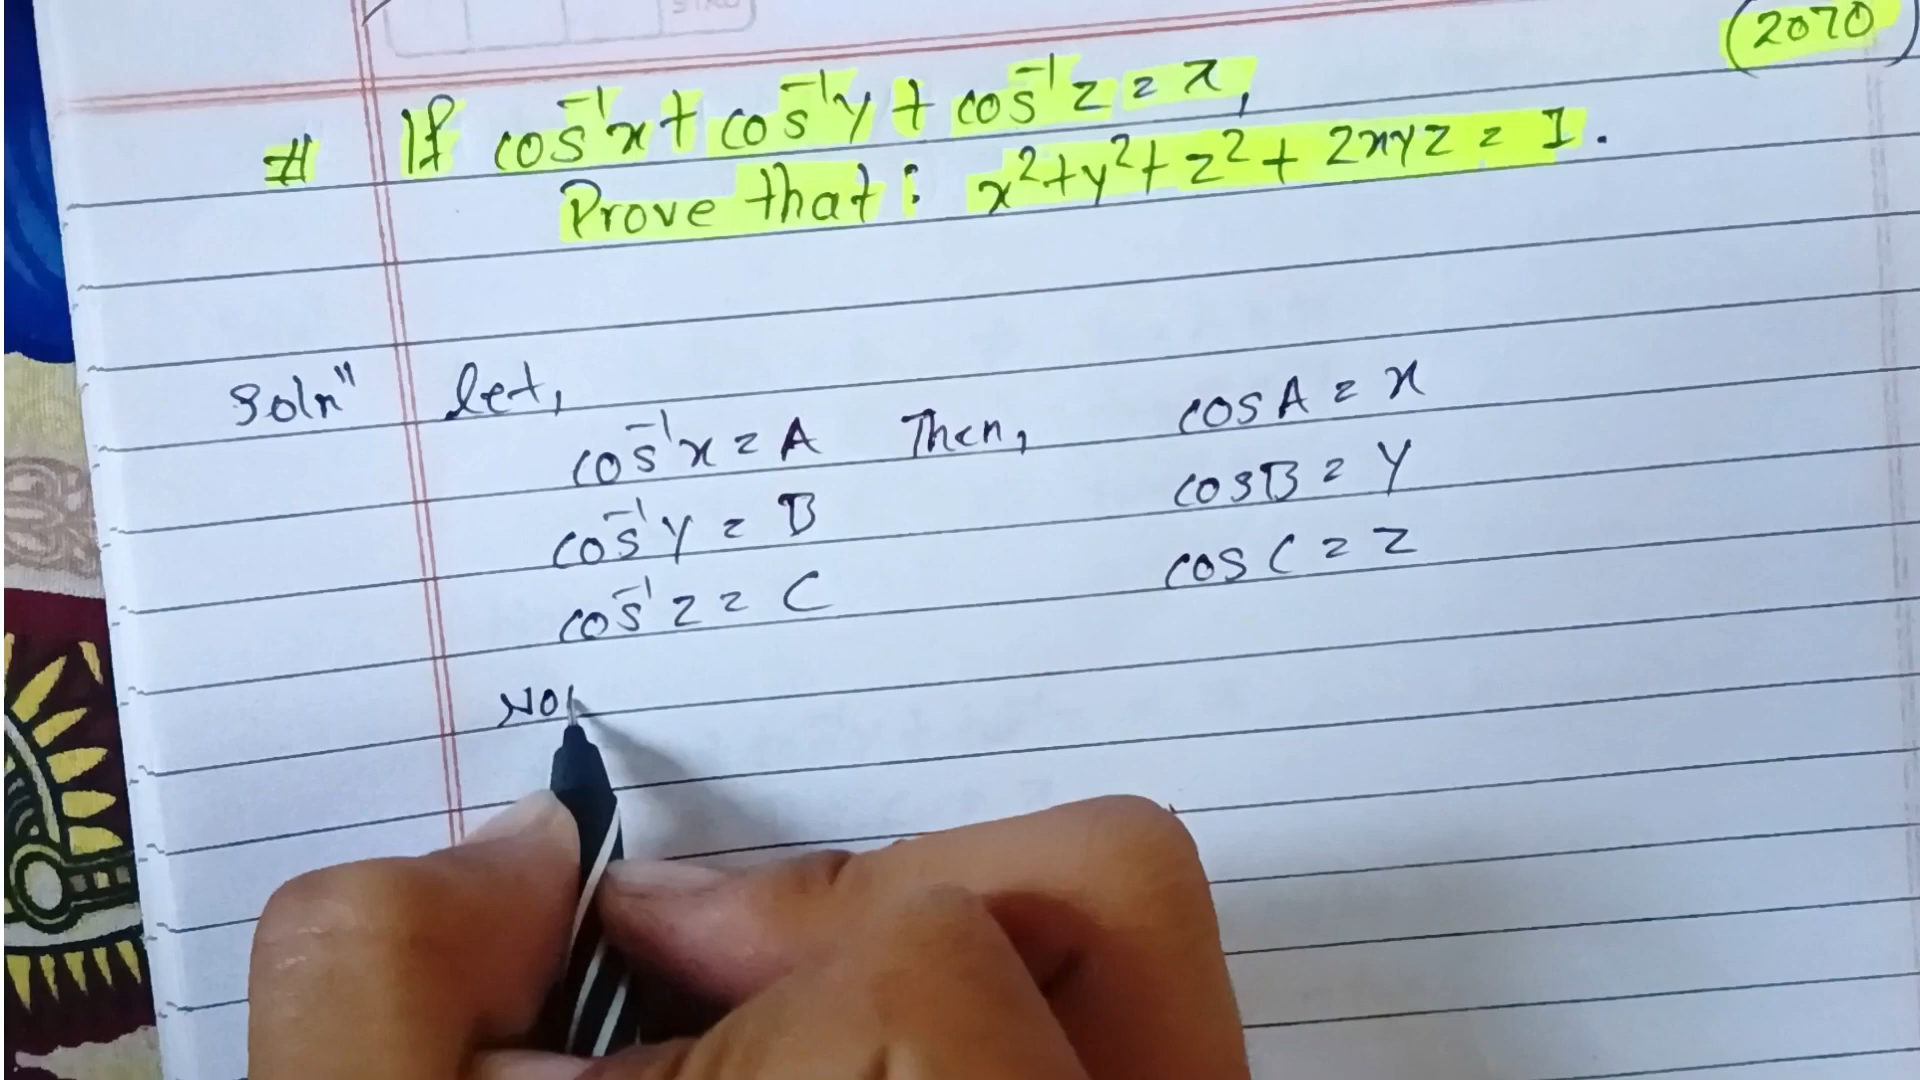 (2070)
# If cos⁻¹x + cos⁻¹y + cos⁻¹z = π,
Prove that : x² + y² + z² + 2xyz = 1.
Soln" let,
cos⁻¹x = A Then, cos A = x
cos⁻¹y = B cos B = y
cos⁻¹z = C cos C = z